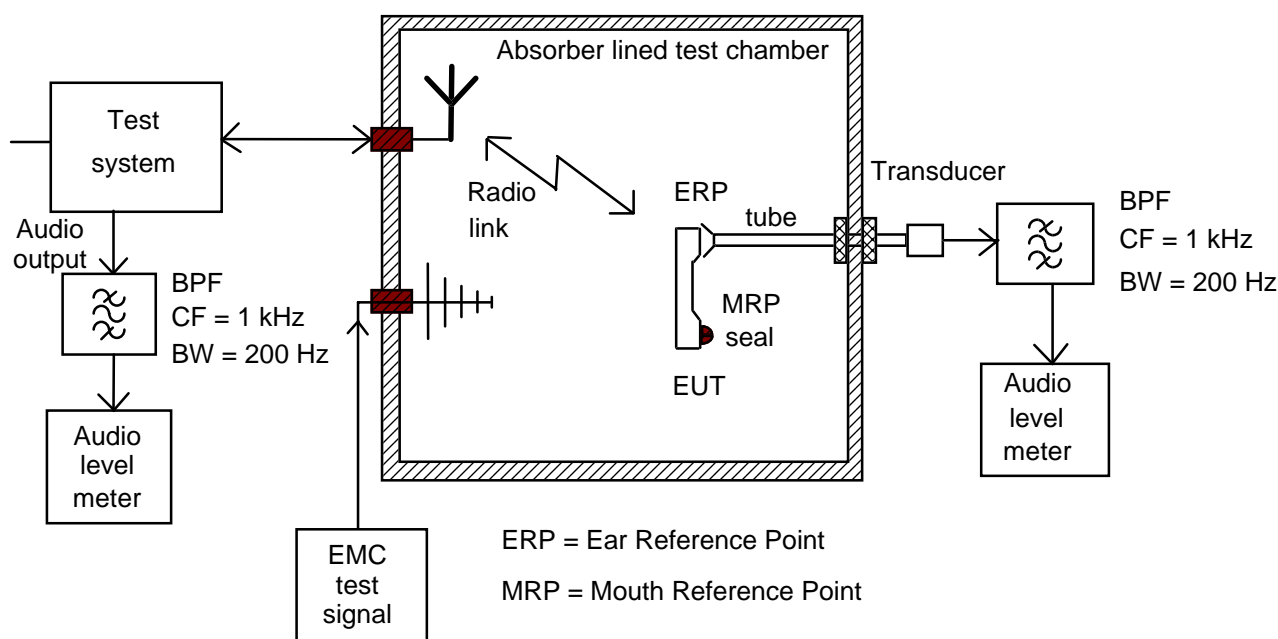 Absorber lined test chamber
Test
system
Audio
output
BPF
CF = 1 kHz
BW = 200 Hz
Audio
level
meter
EMC
test
signal
Radio
link
ERP
tube
MRP
seal
EUT
Transducer
BPF
CF = 1 kHz
BW = 200 Hz
Audio
level
meter
ERP = Ear Reference Point
MRP = Mouth Reference Point